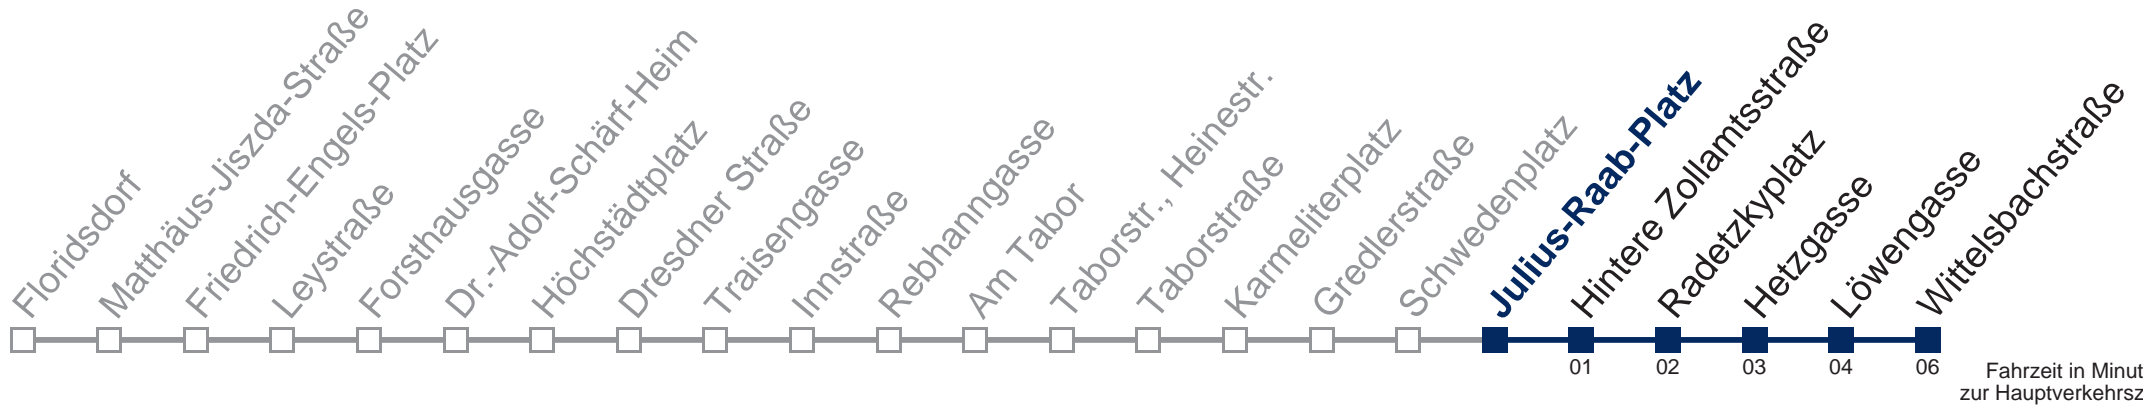 Floridsdorf
Matthäus-Jiszda-Straße
Friedrich-Engels-Platz
Leystraße
Forsthausgasse
Dr.-Adolf-Schärf-Heim
Höchstädtplatz
Dresdner Straße
Traisengasse
Innstraße
Rebhanngasse
Am Tabor
Taborstr., Heinestr.
Taborstraße
Karmeliterplatz
Gredlerstraße
Schwedenplatz
Julius-Raab-Platz
Hintere Zollamtsstraße
Radetzkyplatz
Hetzgasse
Löwengasse
Wittelsbachstraße
01 02 03 04 06
Fahrzeit in Minut
zur Hauptverkehrsz